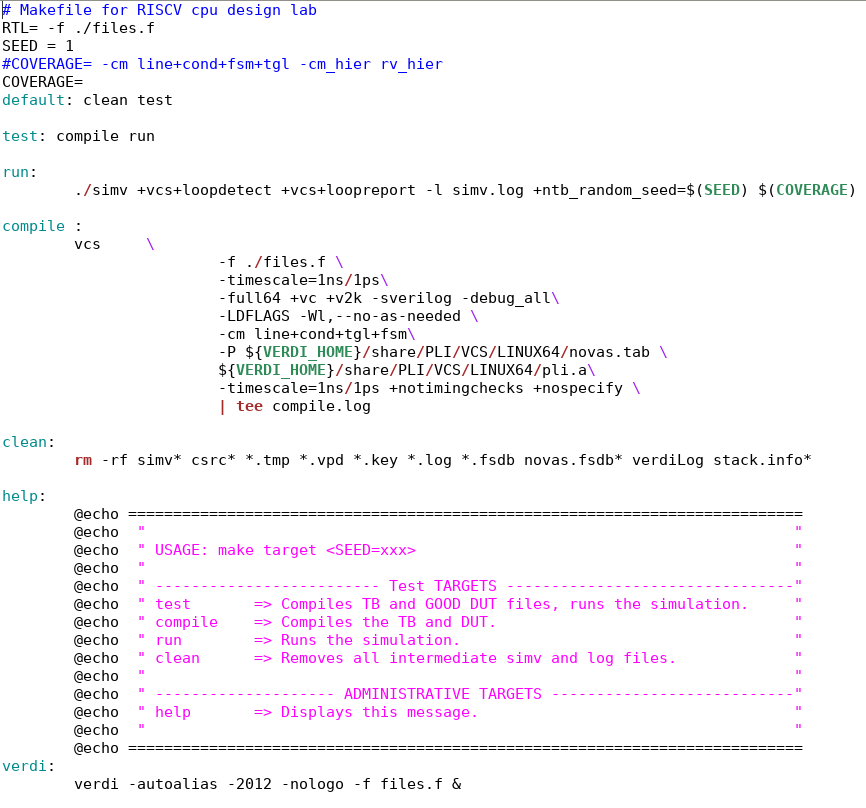 # Makefile for RISCV cpu design lab
RTL= -f ./files.f
SEED = 1
#COVERAGE= -cm line+cond+fsm+tgl -cm_hier rv_hier
COVERAGE=
default: clean test
test: compile run
run:
./simv +vcs+loopdetect +vcs+loopreport -l simv.log +ntb_random_seed=$(SEED) $(COVERAGE)
compile :
vcs     \
-f ./files.f \
-timescale=1ns/1ps\
-full64 +vc +v2k -sverilog -debug_all\
-LDFLAGS -Wl,--no-as-needed \
-cm line+cond+tgl+fsm\
-P ${VERDI_HOME}/share/PLI/VCS/LINUX64/novas.tab \
${VERDI_HOME}/share/PLI/VCS/LINUX64/pli.a\
-timescale=1ns/1ps +notimingchecks +nospecify \
| tee compile.log
clean:
rm -rf simv* csrc* *.tmp *.vpd *.key *.log *.fsdb novas.fsdb* verdiLog stack.info*
help:
@echo ===========================================================================
@echo  "                                                                        "
@echo  " USAGE: make target <SEED=xxx>                                          "
@echo  "                                                                        "
@echo  " ------------------------- Test TARGETS --------------------------------"
@echo  " test       => Compiles TB and GOOD DUT files, runs the simulation.     "
@echo  " compile    => Compiles the TB and DUT.                                 "
@echo  " run        => Runs the simulation.                                     "
@echo  " clean      => Removes all intermediate simv and log files.             "
@echo  "                                                                        "
@echo  " -------------------- ADMINISTRATIVE TARGETS ---------------------------"
@echo  " help       => Displays this message.                                   "
@echo  "                                                                        "
@echo ===========================================================================
verdi:
verdi -autoalias -2012 -nologo -f files.f &